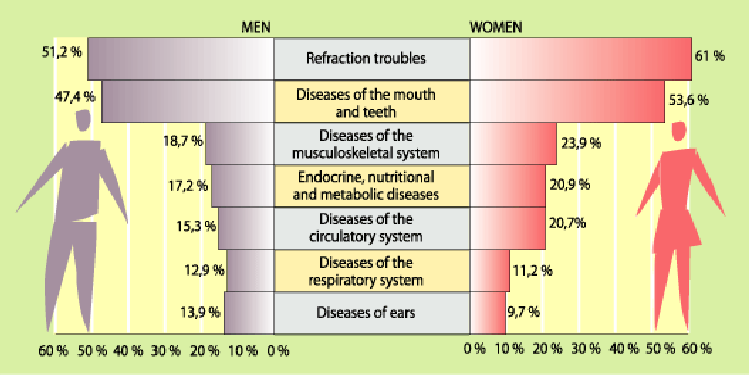 MEN WOMEN
51,2 % Refraction troubles 61 %
47,4% Diseases of the mouth
and teeth 53,6 %
18,7 % Diseases of the
musculoskeletal system 23,9 %
17,2 % Endocrine, nutritional
and metabolic diseases 20,9 %
15,3 % Diseases of the
circulatory system 20,7%
12,9 % Diseases of the
respiratory system 11,2 %
13,9 % Diseases of ears 9,7 %
60 % 50 % 40 % 30 % 20 % 10 % 0 % 0 % 10 % 20 % 30 % 40 % 50 % 60 %